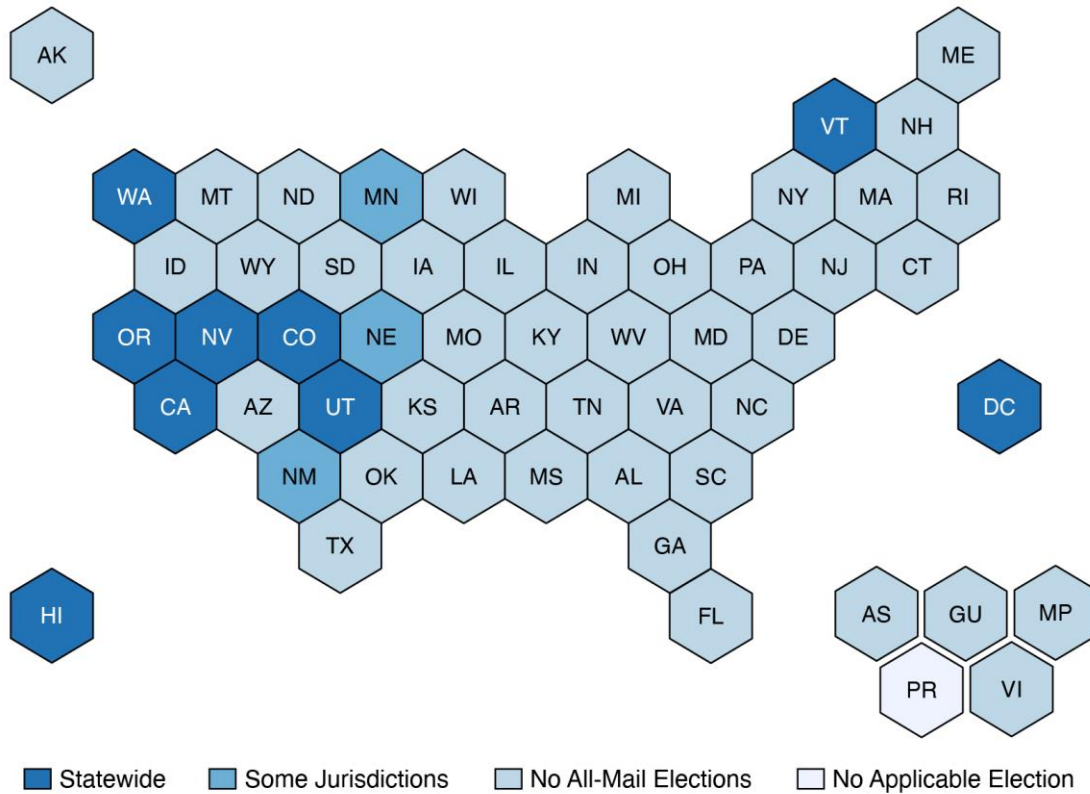 AK
ME
VT NH
WA MT ND MN WI MI NY MA RI
ID WY SD IA IL IN OH PA NJ CT
OR NV CO NE MO KY WV MD DE
CA AZ UT KS AR TN VA NC DC
NM OK LA MS AL SC
TX GA
HI FL AS GU MP
PR VI
Statewide Some Jurisdictions No All-Mail Elections No Applicable Election